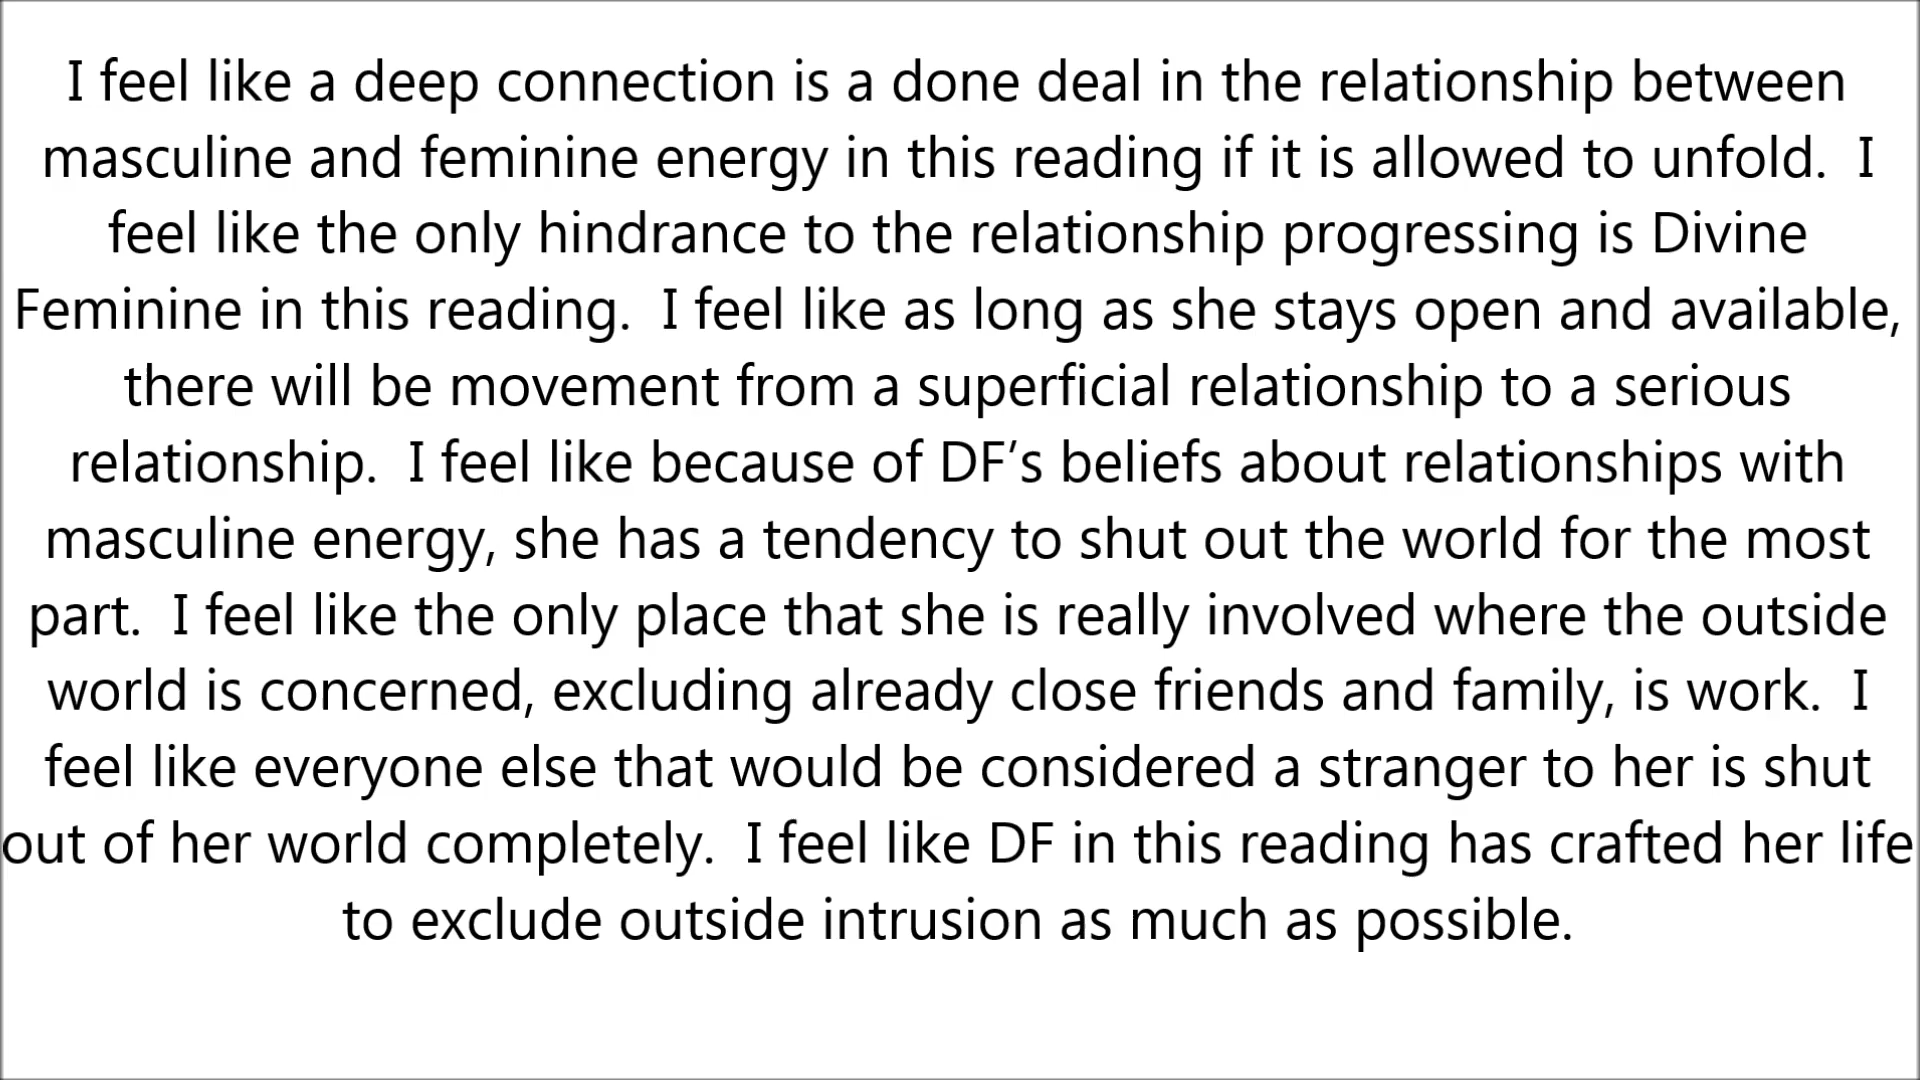 I feel like a deep connection is a done deal in the relationship between
masculine and feminine energy in this reading if it is allowed to unfold.  I
feel like the only hindrance to the relationship progressing is Divine
Feminine in this reading.  I feel like as long as she stays open and available,
there will be movement from a superficial relationship to a serious
relationship.  I feel like because of DF’s beliefs about relationships with
masculine energy, she has a tendency to shut out the world for the most
part.  I feel like the only place that she is really involved where the outside
world is concerned, excluding already close friends and family, is work.  I
feel like everyone else that would be considered a stranger to her is shut
out of her world completely.  I feel like DF in this reading has crafted her life
to exclude outside intrusion as much as possible.